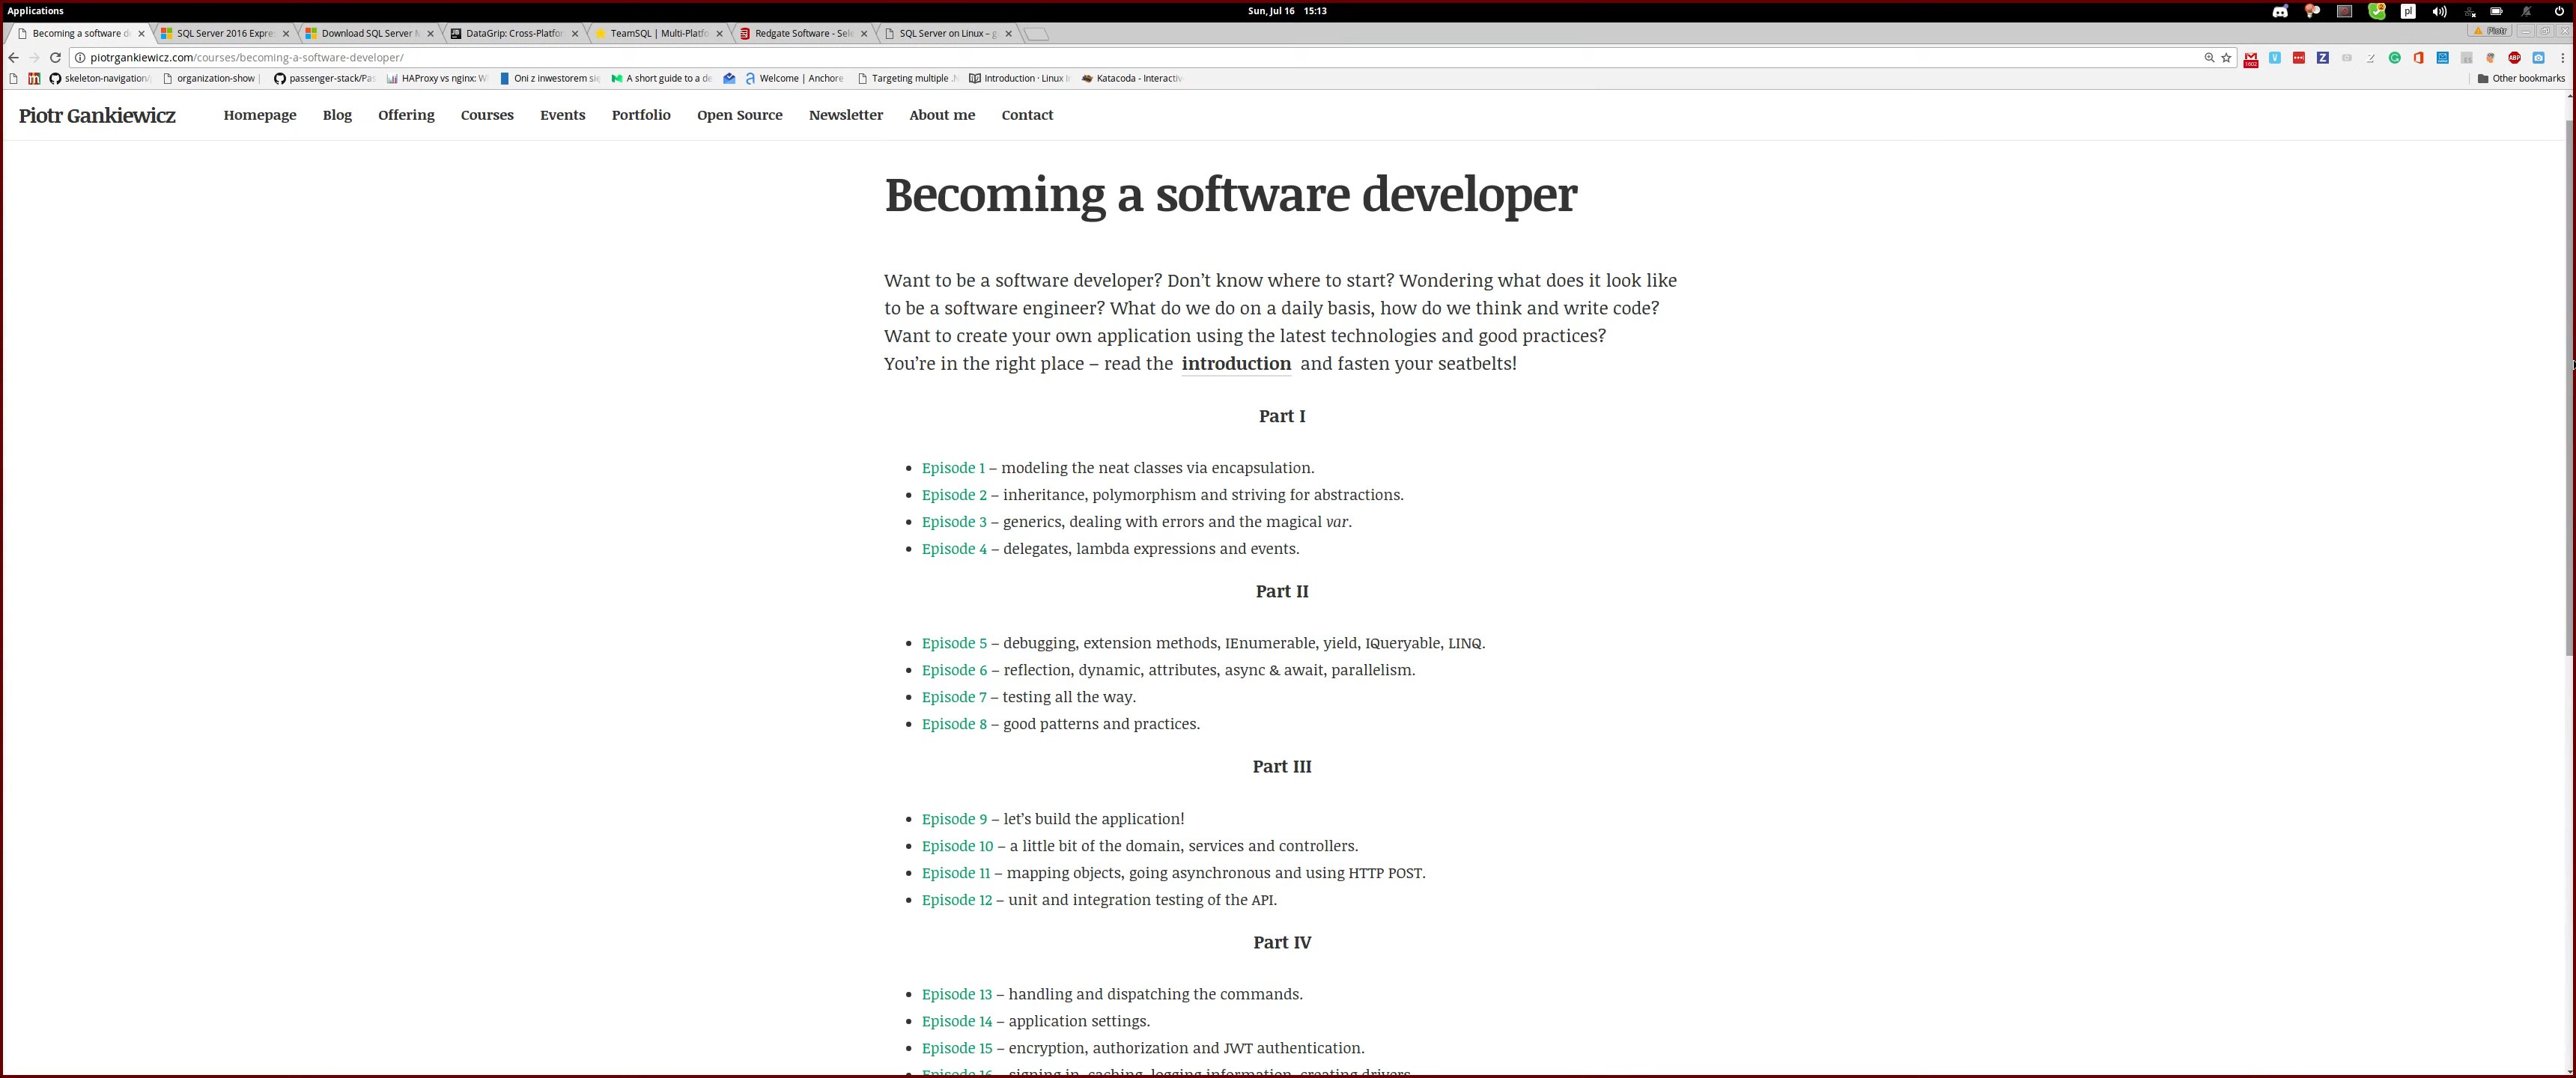 Applications
Sun, Jul 16 15:13
pl
Becoming a software d
SQL Server 2016 Expre
Download SQL Server M
DataGrip: Cross-Platfor
TeamSQL | Multi-Platfo
Redgate Software - Sele
SQL Server on Linux – g
Piotr
piotrgankiewicz.com/courses/becoming-a-software-developer/
skeleton-navigation/
organization-show |
passenger-stack/Pas
HAProxy vs nginx: W
Oni z inwestorem się
A short guide to a de
Welcome | Anchore
Targeting multiple .N
Introduction · Linux I
Katacoda - Interactive
Other bookmarks
Piotr Gankiewicz
Homepage
Blog
Offering
Courses
Events
Portfolio
Open Source
Newsletter
About me
Contact
Becoming a software developer
Want to be a software developer? Don’t know where to start? Wondering what does it look like
to be a software engineer? What do we do on a daily basis, how do we think and write code?
Want to create your own application using the latest technologies and good practices?
You’re in the right place – read the introduction and fasten your seatbelts!
Part I
Episode 1 – modeling the neat classes via encapsulation.
Episode 2 – inheritance, polymorphism and striving for abstractions.
Episode 3 – generics, dealing with errors and the magical var.
Episode 4 – delegates, lambda expressions and events.
Part II
Episode 5 – debugging, extension methods, IEnumerable, yield, IQueryable, LINQ.
Episode 6 – reflection, dynamic, attributes, async & await, parallelism.
Episode 7 – testing all the way.
Episode 8 – good patterns and practices.
Part III
Episode 9 – let’s build the application!
Episode 10 – a little bit of the domain, services and controllers.
Episode 11 – mapping objects, going asynchronous and using HTTP POST.
Episode 12 – unit and integration testing of the API.
Part IV
Episode 13 – handling and dispatching the commands.
Episode 14 – application settings.
Episode 15 – encryption, authorization and JWT authentication.
Episode 16 – signing in, caching, logging information, creating drivers